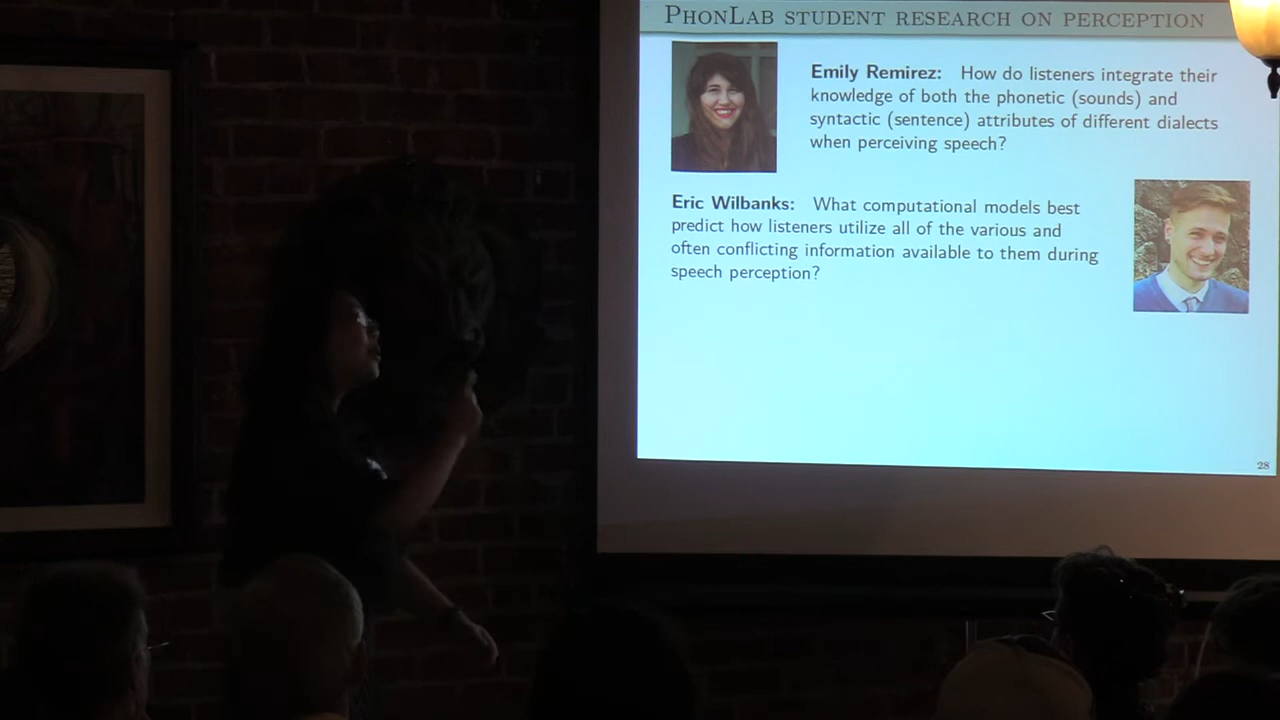 PhonLab student research on perception
Emily Remirez: How do listeners integrate their
knowledge of both the phonetic (sounds) and
syntactic (sentence) attributes of different dialects
when perceiving speech?
Eric Wilbanks: What computational models best
predict how listeners utilize all of the various and
often conflicting information available to them during
speech perception?
28